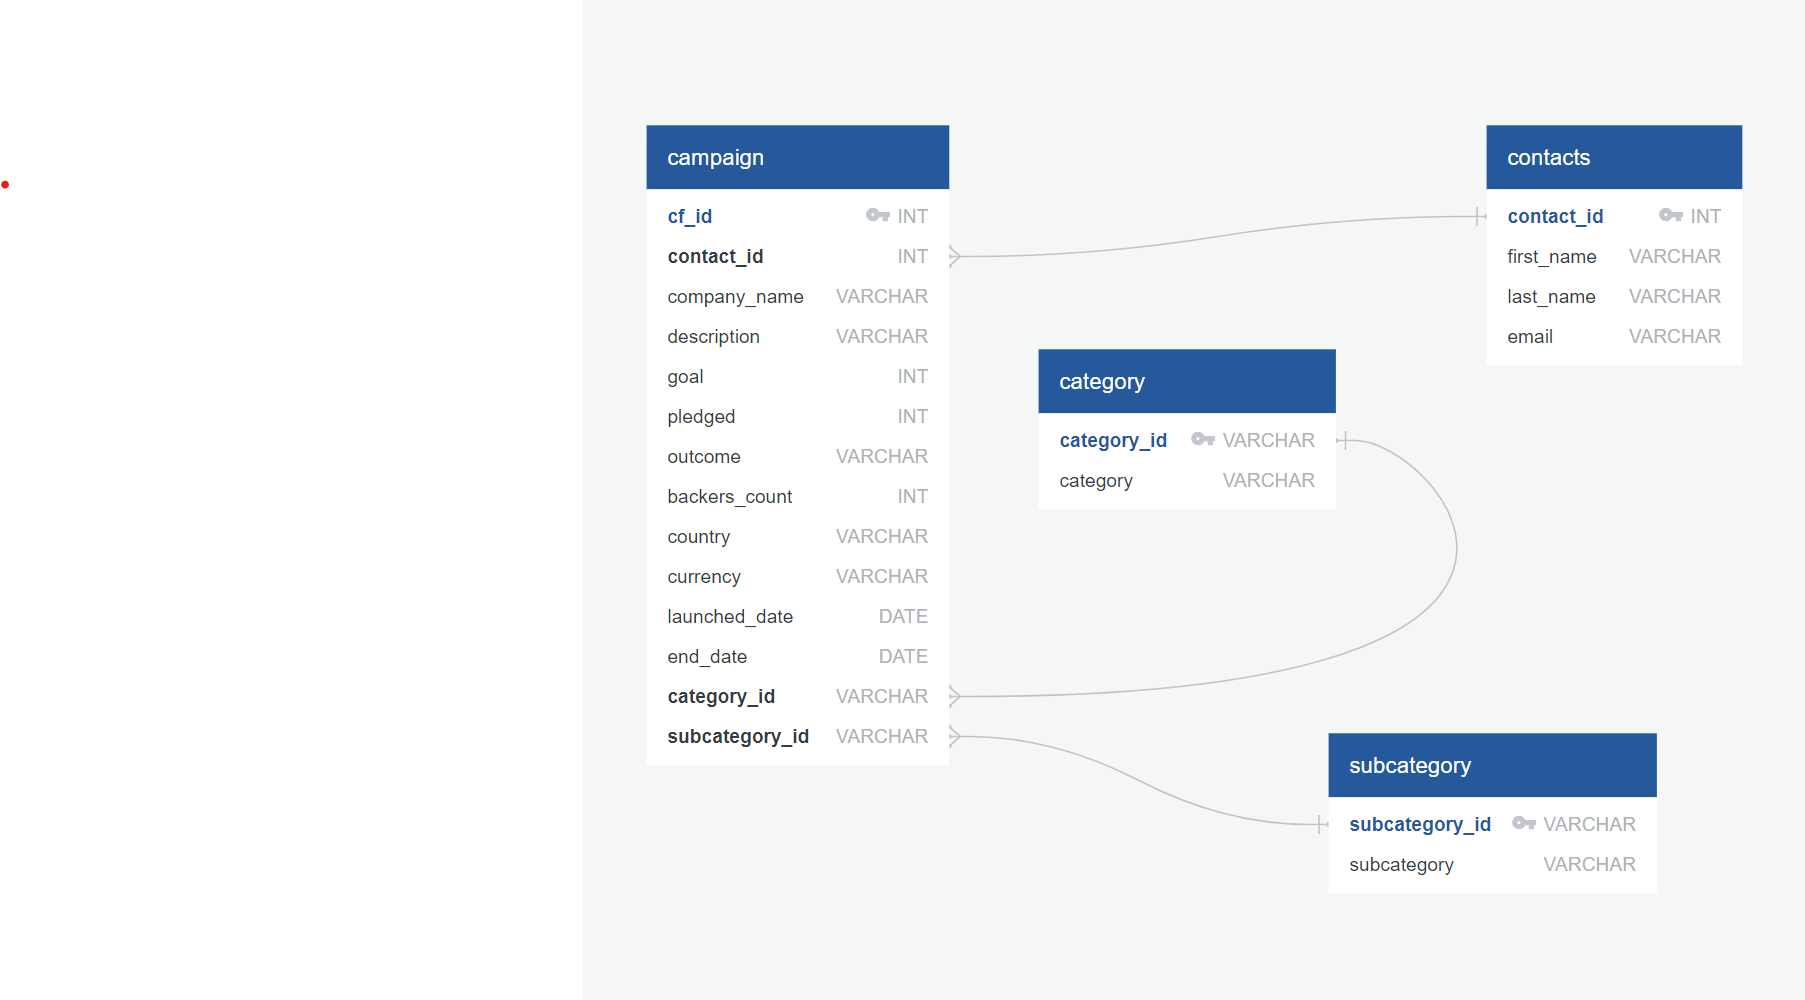 campaign
cf_id INT
contact_id INT
company_name VARCHAR
description VARCHAR
goal INT
pledged INT
outcome VARCHAR
backers_count INT
country VARCHAR
currency VARCHAR
launched_date DATE
end_date DATE
category_id VARCHAR
subcategory_id VARCHAR
contacts
contact_id INT
first_name VARCHAR
last_name VARCHAR
email VARCHAR
category
category_id VARCHAR
category VARCHAR
subcategory
subcategory_id VARCHAR
subcategory VARCHAR